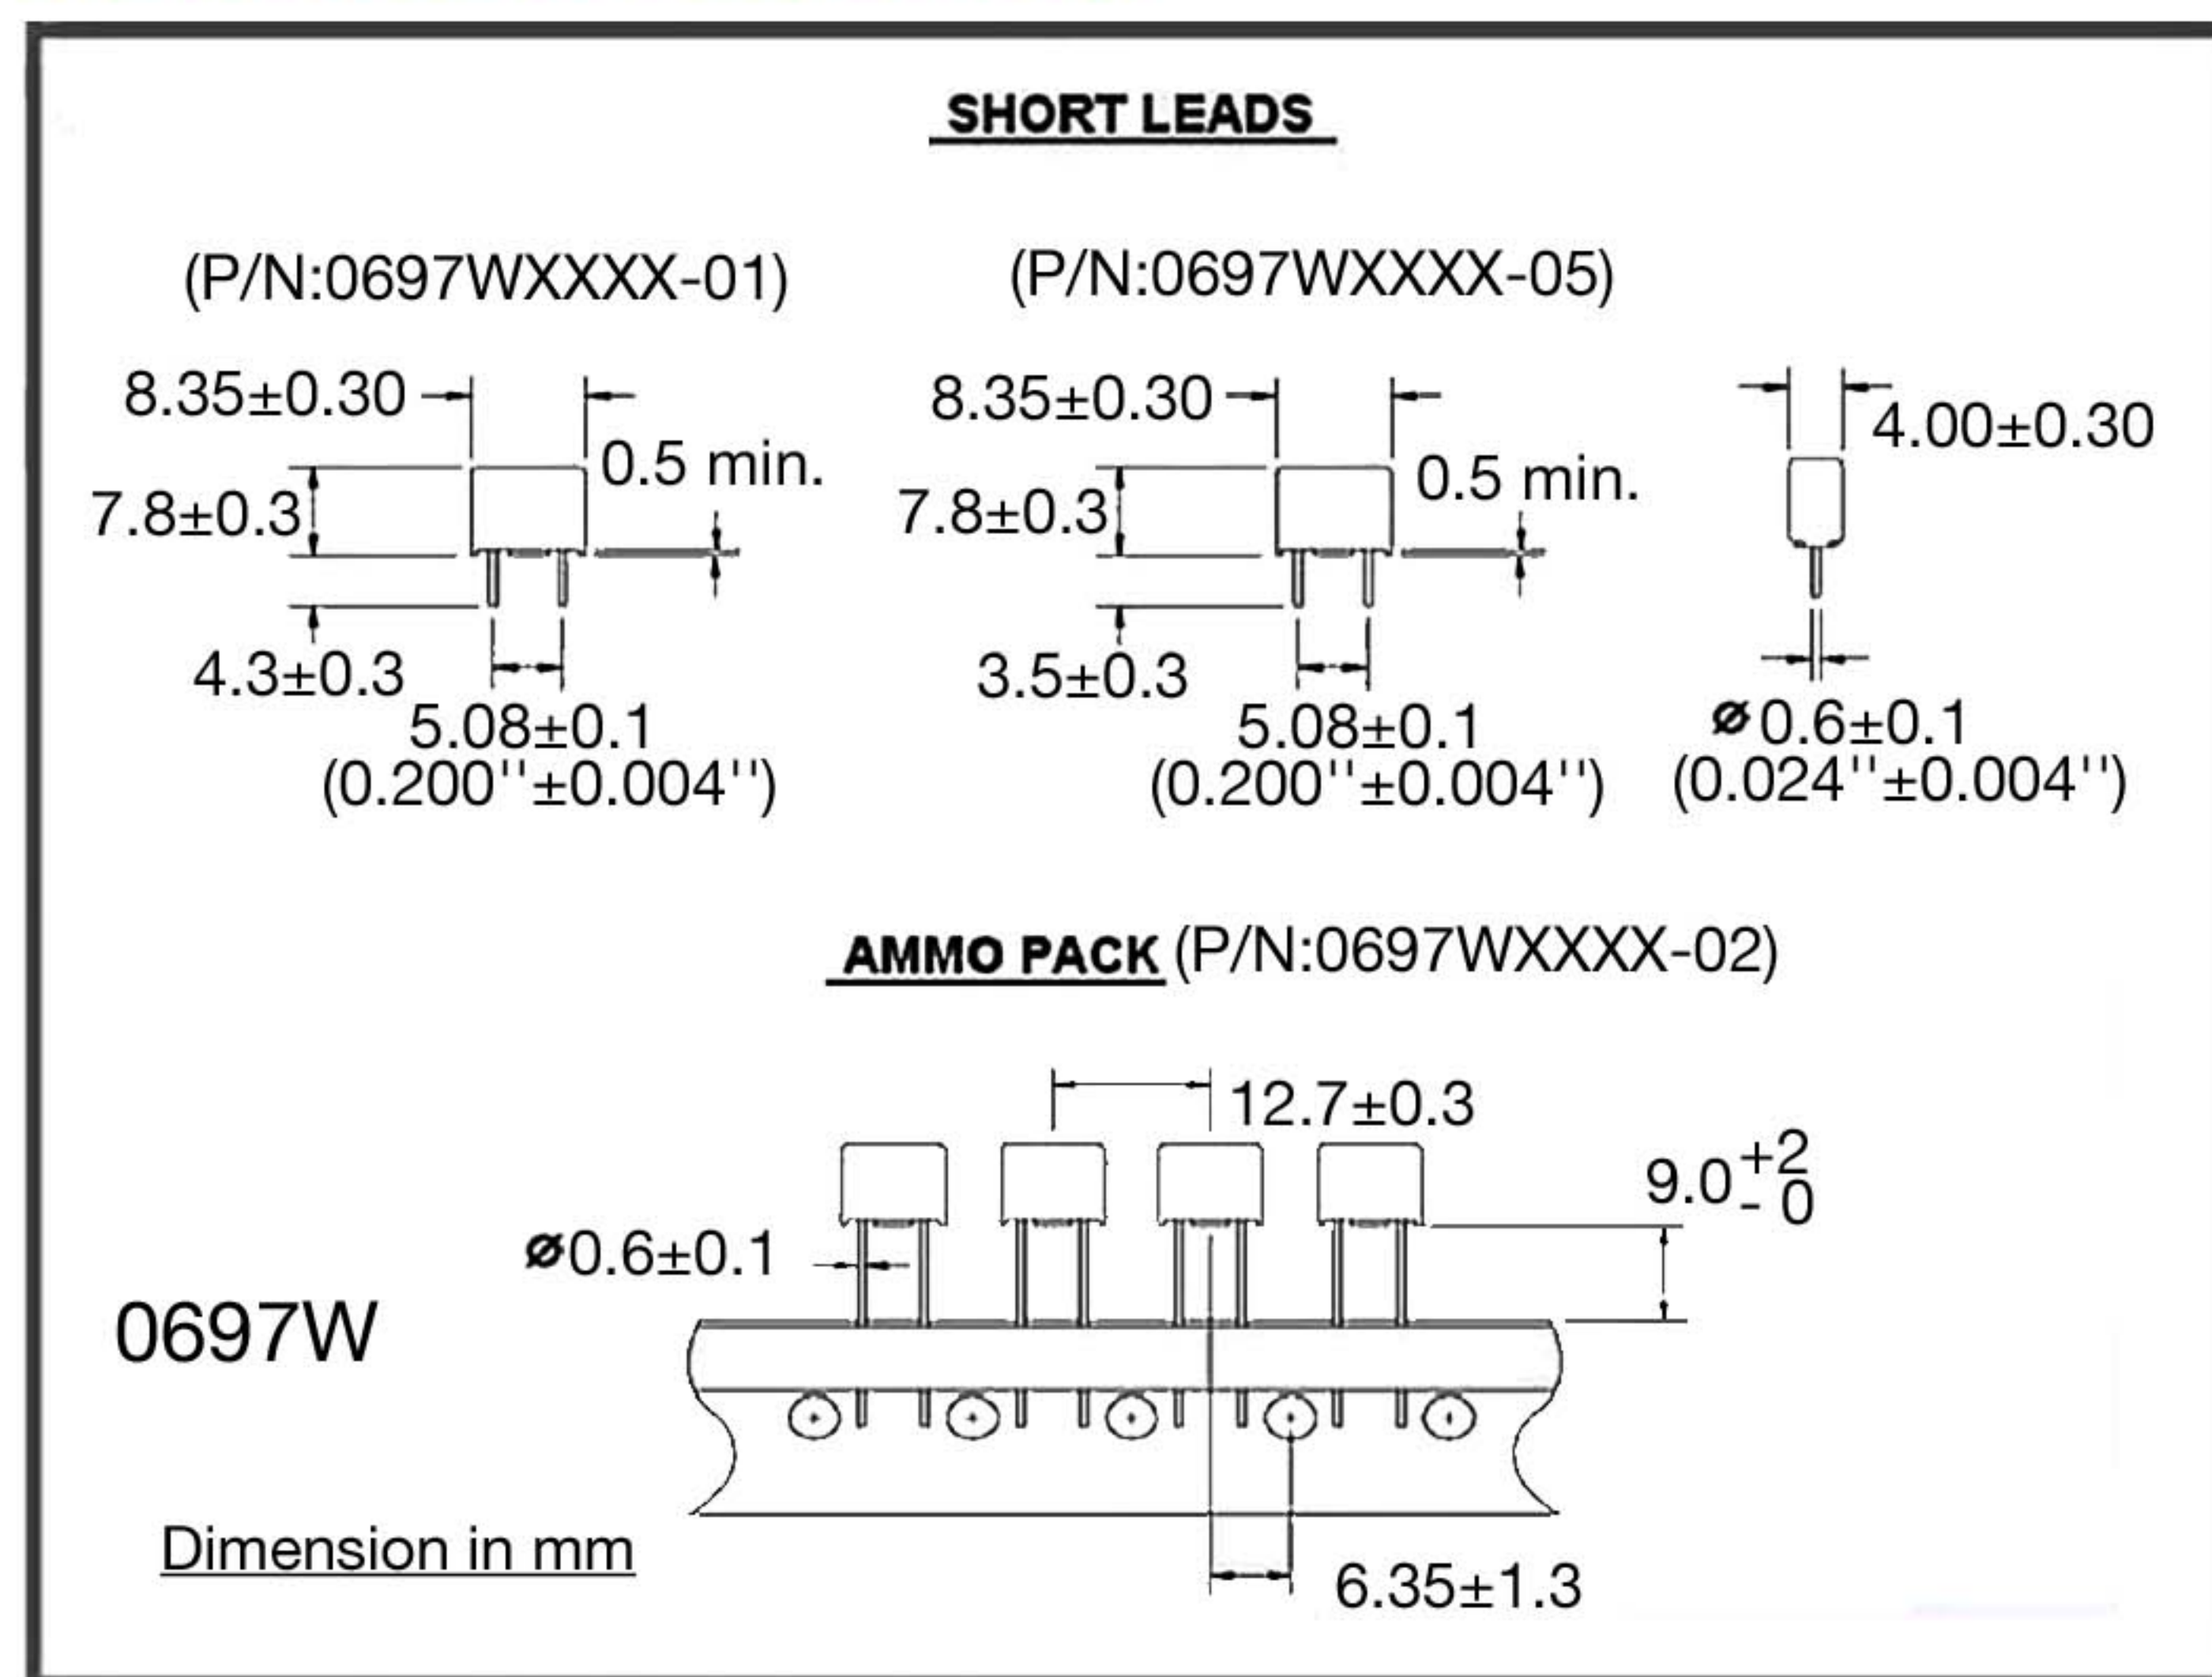 SHORT LEADS
(P/N:0697WXXXX-01)
(P/N:0697WXXXX-05)
8.35±0.30
0.5 min.
7.8±0.3
4.3±0.3
5.08±0.1
(0.200"±0.004")
8.35±0.30
0.5 min.
7.8±0.3
3.5±0.3
5.08±0.1
(0.200"±0.004")
4.00±0.30
ø0.6±0.1
(0.024"±0.004")
AMMO PACK (P/N:0697WXXXX-02)
12.7±0.3
9.0+2
- 0
ø0.6±0.1
0697W
Dimension in mm
6.35±1.3